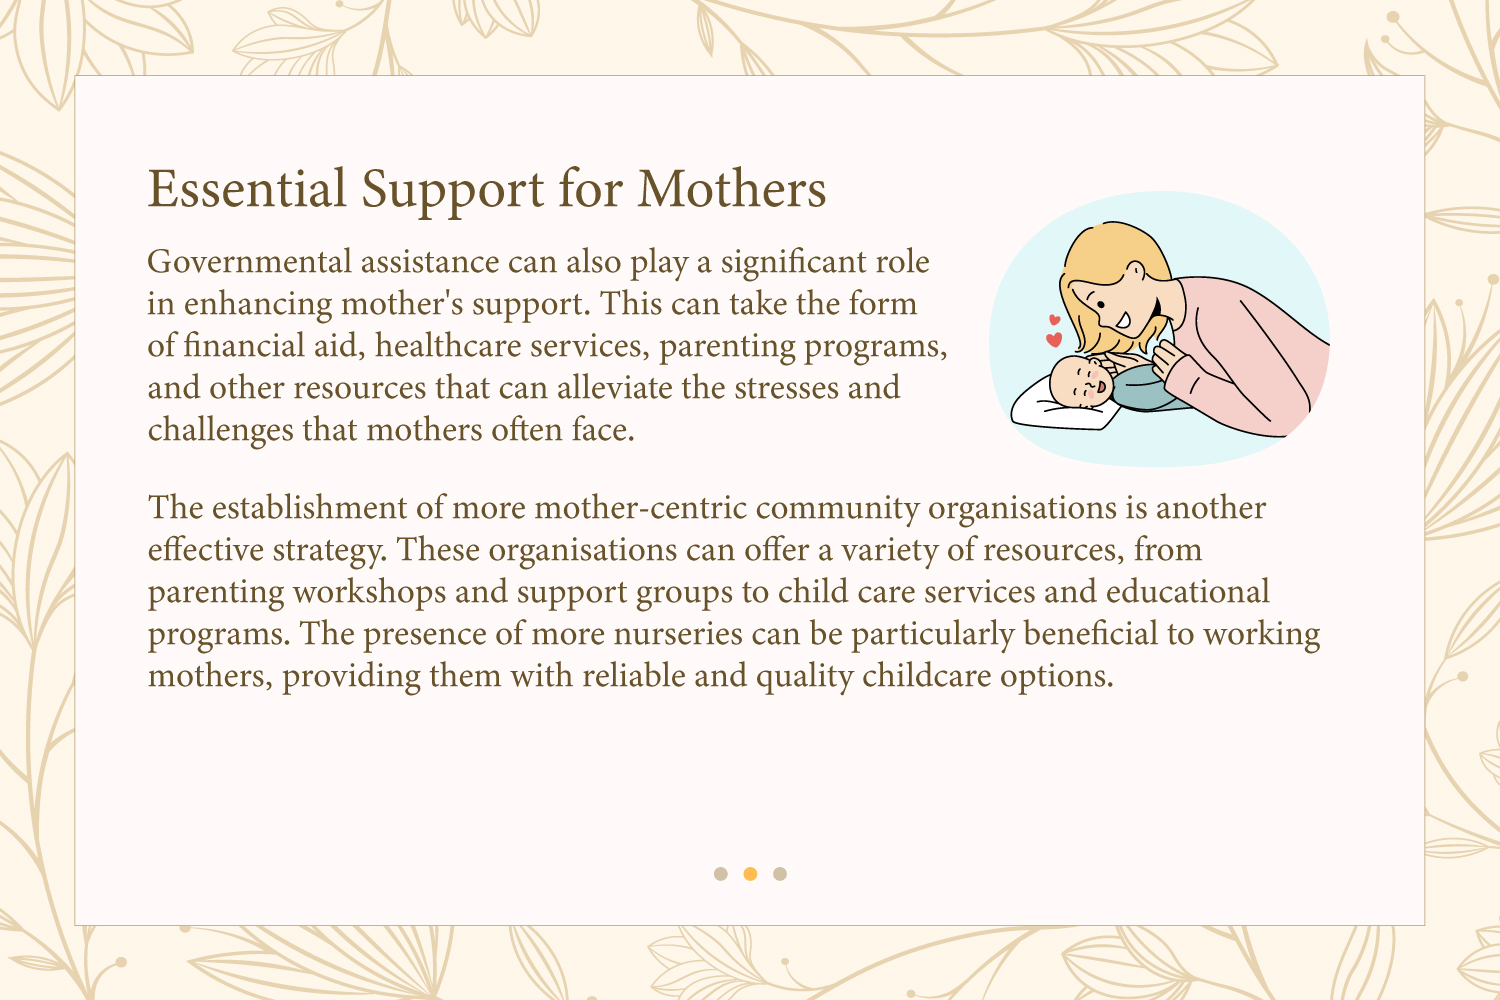 Essential Support for Mothers
Governmental assistance can also play a significant role
in enhancing mother's support. This can take the form
of financial aid, healthcare services, parenting programs,
and other resources that can alleviate the stresses and
challenges that mothers often face.
The establishment of more mother-centric community organisations is another
effective strategy. These organisations can offer a variety of resources, from
parenting workshops and support groups to child care services and educational
programs. The presence of more nurseries can be particularly beneficial to working
mothers, providing them with reliable and quality childcare options.